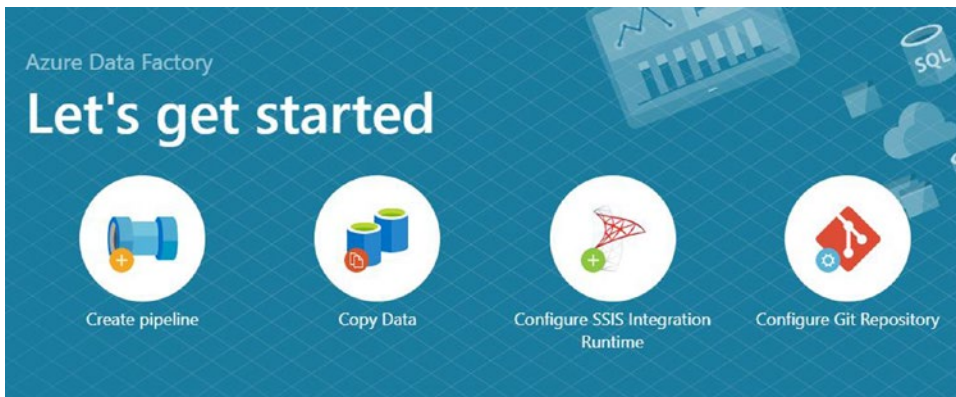 Azure Data Factory
Let's get started
SQL
Create pipeline
Copy Data
Configure SSIS Integration
Runtime
Configure Git Repository